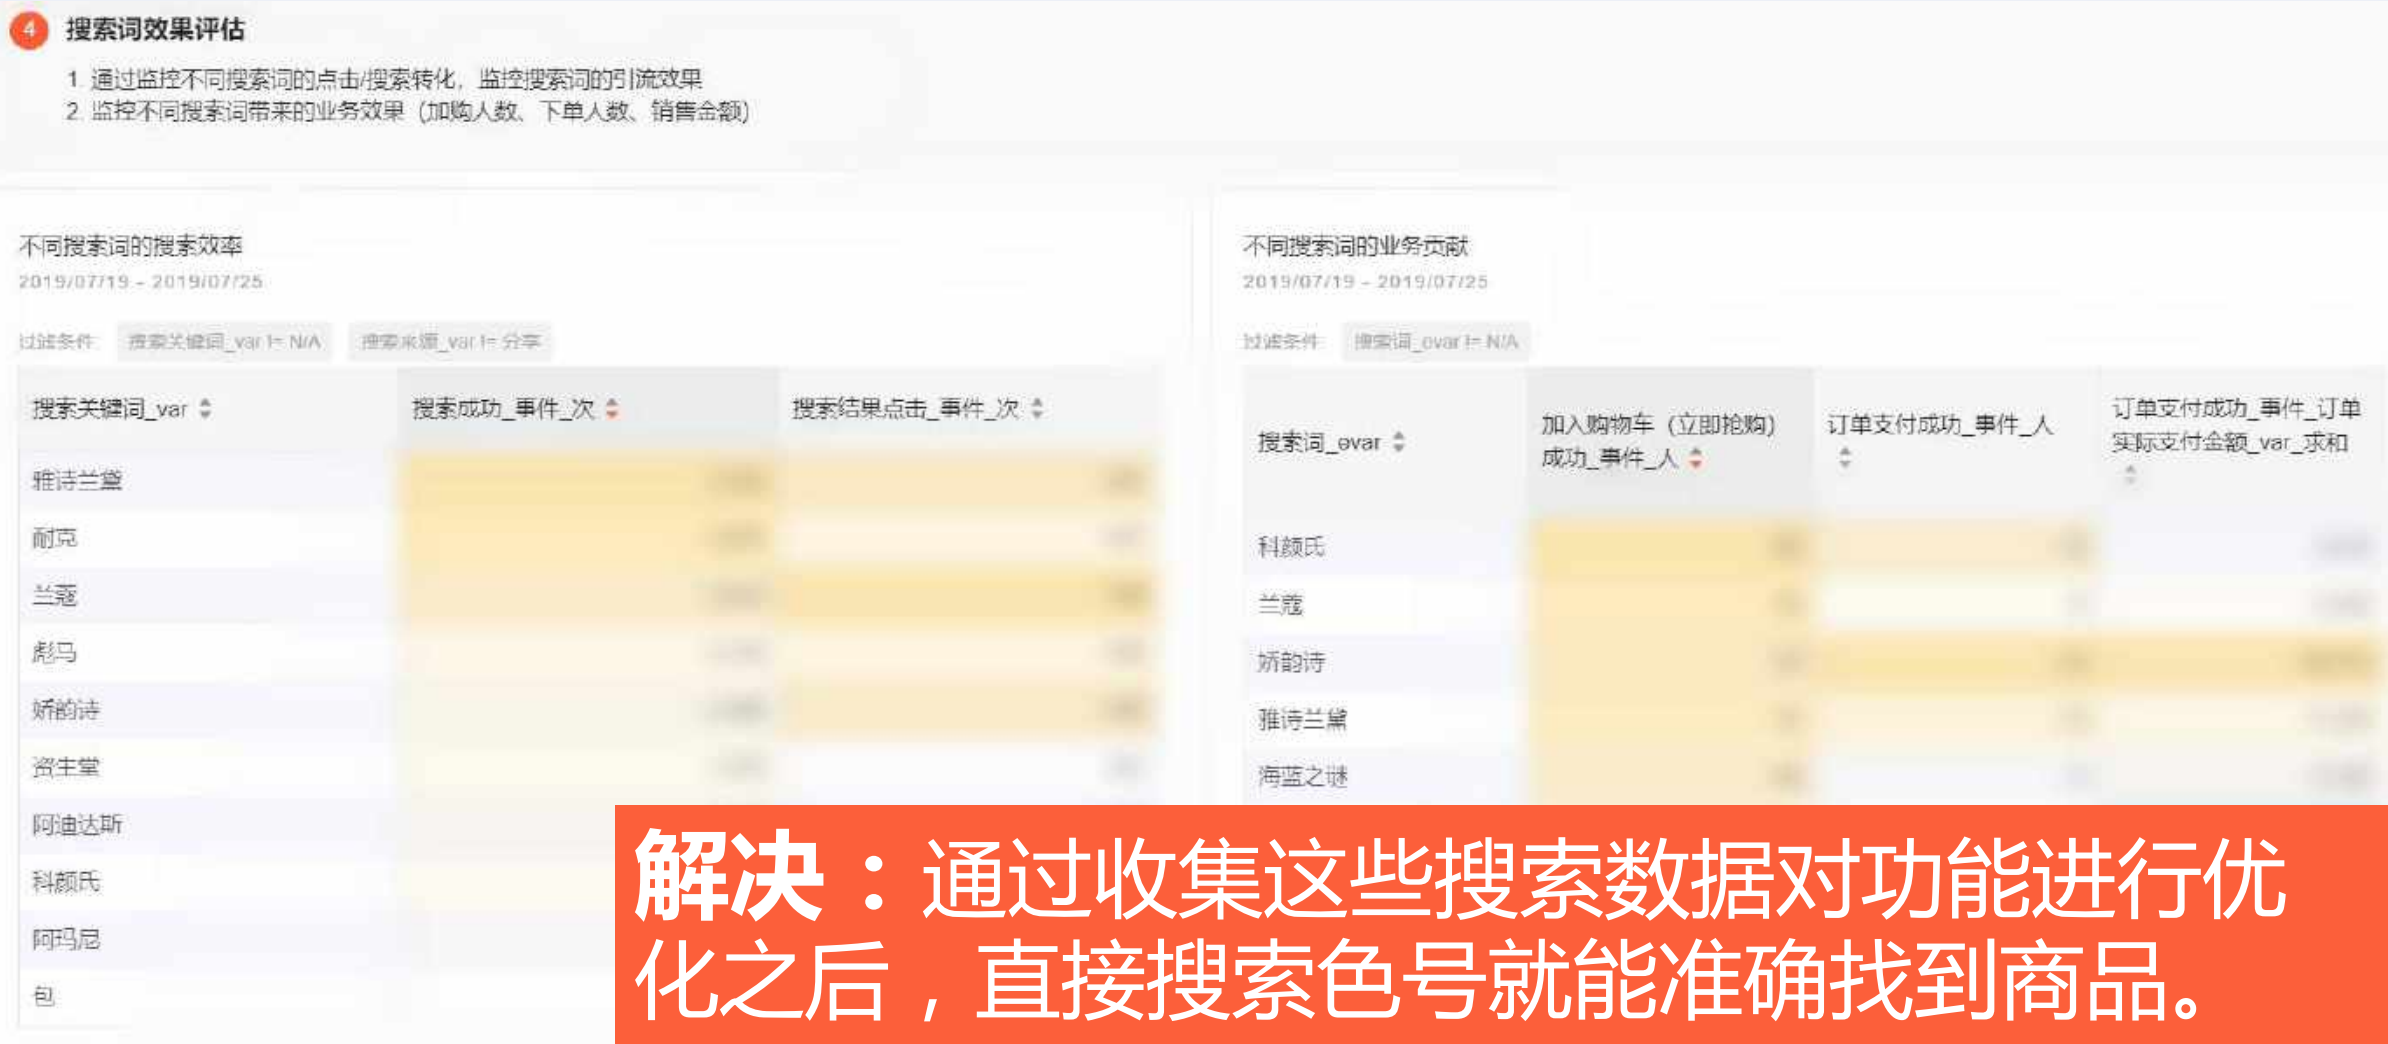 4 搜索词效果评估
1. 通过监控不同搜索词的点击/搜索转化，监控搜索词的引流效果
2. 监控不同搜索词带来的业务效果（加购人数、下单人数、销售金额）
不同搜索词的搜索效率
2019/07/19 - 2019/07/25
过滤条件: 搜索关键词_var != N/A 搜索来源_var != 分享
搜索关键词_var 搜索成功_事件_次 搜索结果点击_事件_次
雅诗兰黛
耐克
兰蔻
彪马
娇韵诗
资生堂
阿迪达斯
科颜氏
阿玛尼
包
不同搜索词的业务贡献
2019/07/19 - 2019/07/25
过滤条件: 搜索词_evar != N/A
搜索词_evar
加入购物车（立即抢购）
成功_事件_人
订单支付成功_事件_人
订单支付成功_事件_订单
实际支付金额_var_求和
科颜氏
兰蔻
娇韵诗
雅诗兰黛
海蓝之谜
解决：通过收集这些搜索数据对功能进行优
化之后，直接搜索色号就能准确找到商品。